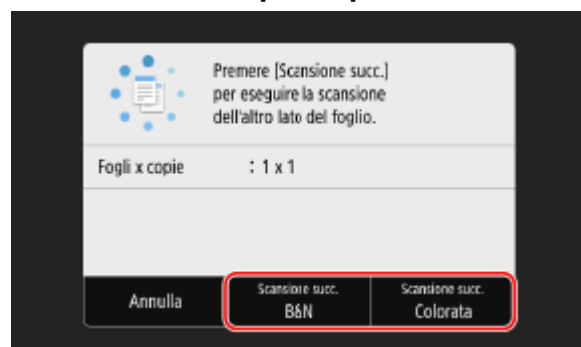 Premere [Scansione succ.]
per eseguire la scansione
dell'altro lato del foglio.
Fogli x copie : 1 x 1
Annulla
Scansione succ.
B&N
Scansione succ.
Colorata